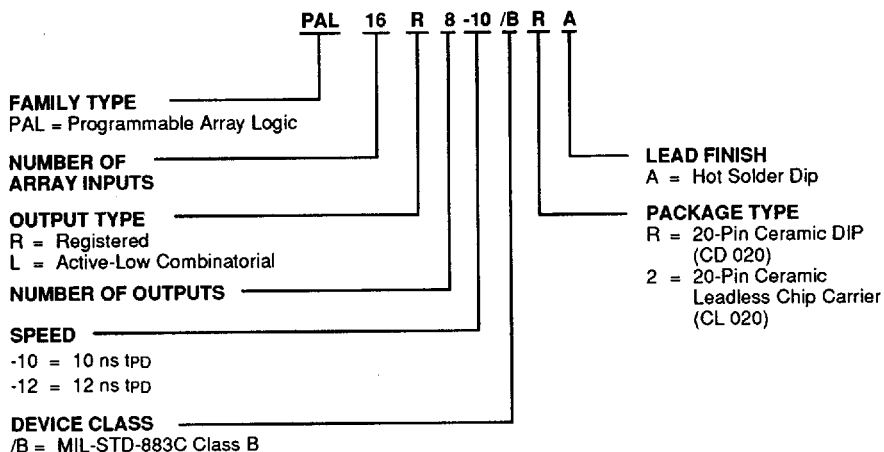 PAL 16 R 8 -10 /B R A
FAMILY TYPE
PAL = Programmable Array Logic
NUMBER OF
ARRAY INPUTS
OUTPUT TYPE
R = Registered
L = Active-Low Combinatorial
NUMBER OF OUTPUTS
SPEED
-10 = 10 ns tPD
-12 = 12 ns tPD
DEVICE CLASS
/B = MIL-STD-883C Class B
LEAD FINISH
A = Hot Solder Dip
PACKAGE TYPE
R = 20-Pin Ceramic DIP
(CD 020)
2 = 20-Pin Ceramic
Leadless Chip Carrier
(CL 020)